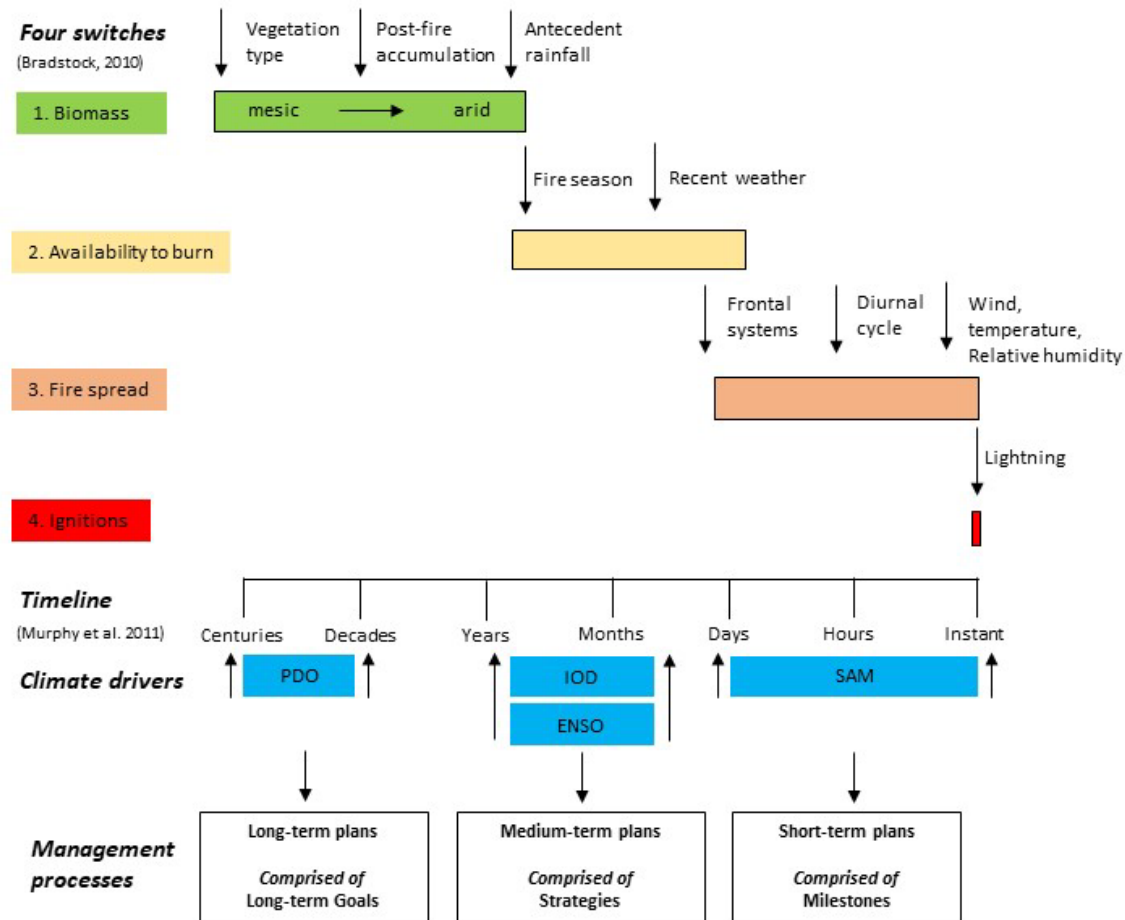 Four switches
(Bradstock, 2010)
Vegetation
type
Post-fire
accumulation
Antecedent
rainfall
1. Biomass
mesic
arid
Fire season
Recent weather
2. Availability to burn
Frontal
systems
Diurnal
cycle
Wind,
temperature,
Relative humidity
3. Fire spread
Lightning
4. Ignitions
Timeline
(Murphy et al. 2011)
Centuries
Decades
Years
Months
Days
Hours
Instant
Climate drivers
PDO
IOD
ENSO
SAM
Management
processes
Long-term plans
Comprised of
Long-term Goals
Medium-term plans
Comprised of
Strategies
Short-term plans
Comprised of
Milestones